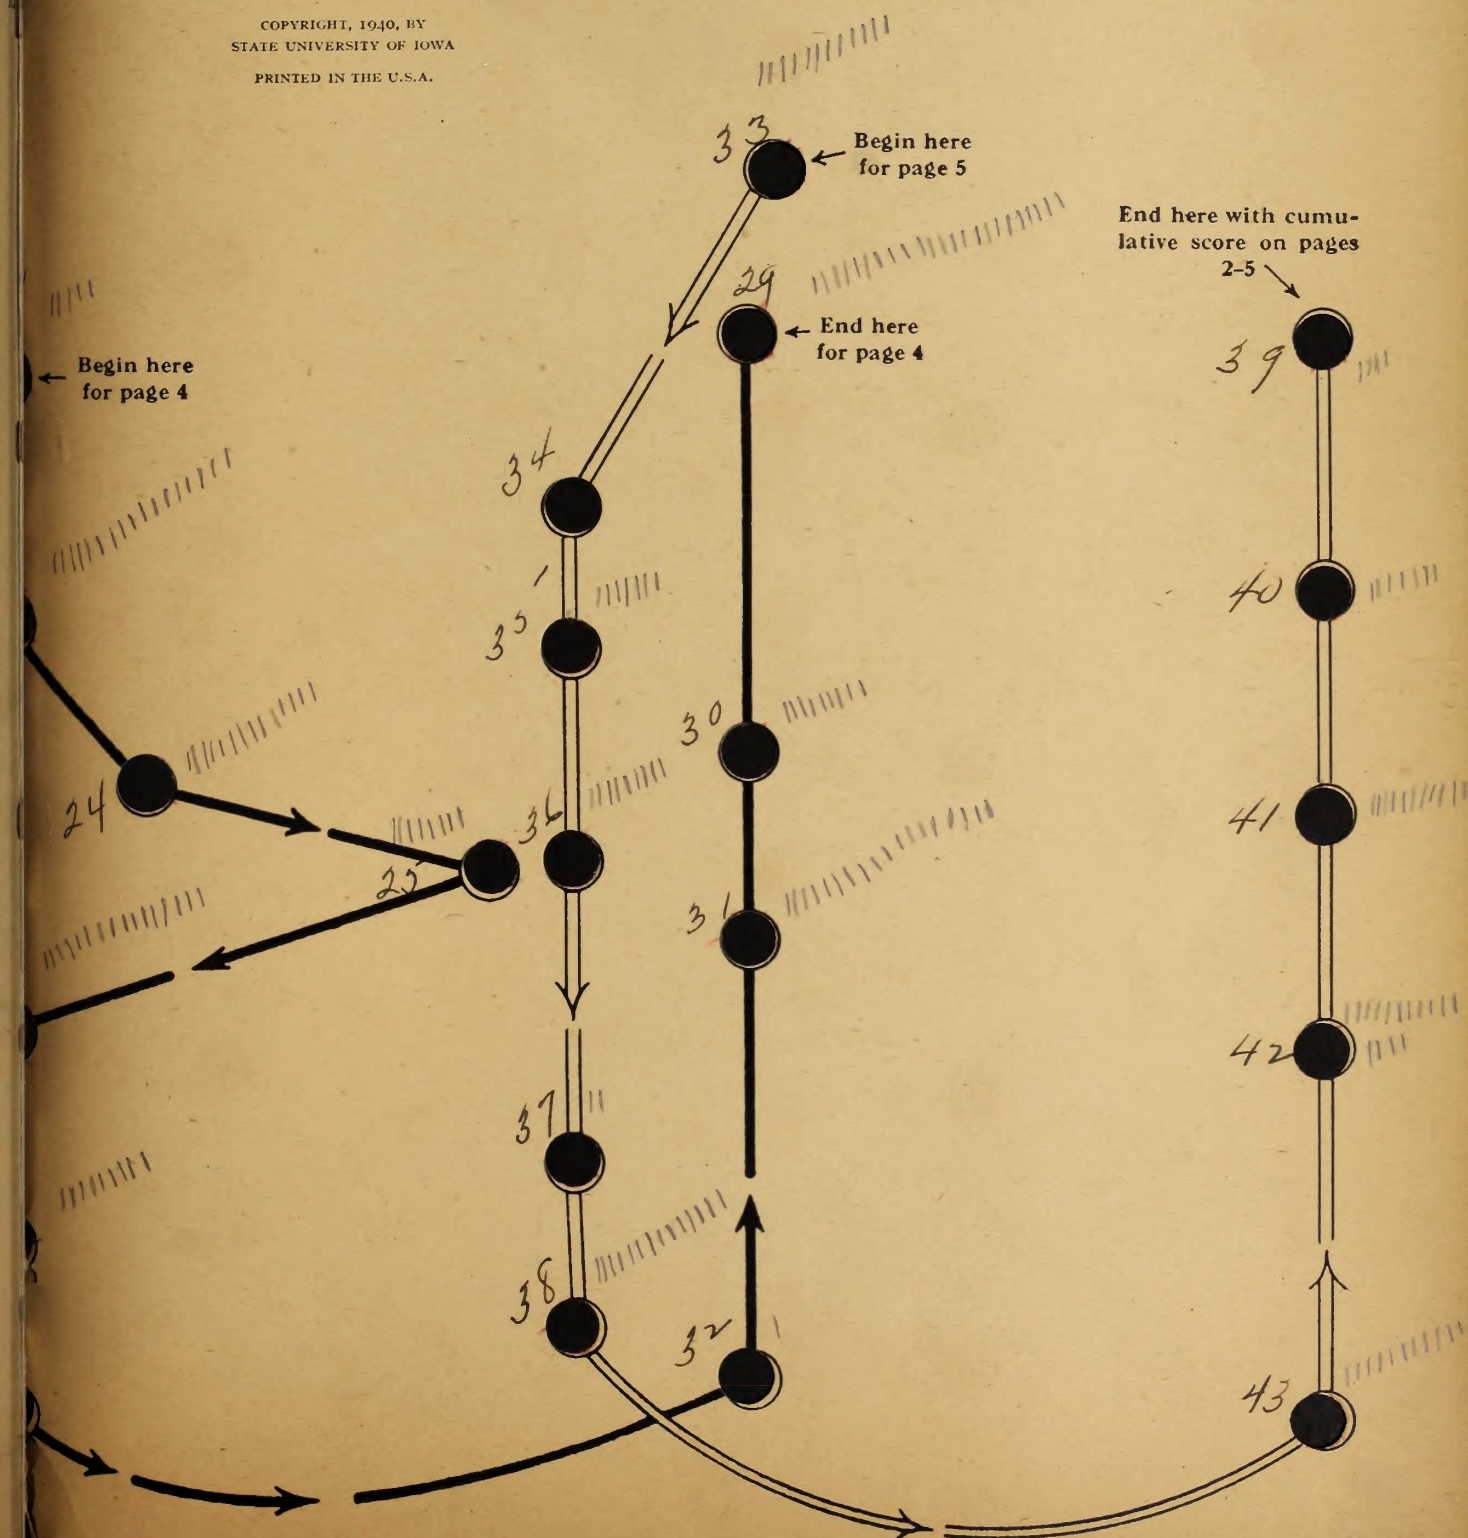 COPYRIGHT, 1940, BY
STATE UNIVERSITY OF IOWA
PRINTED IN THE U.S.A.
33
Begin here
for page 5
End here with cumu-
lative score on pages
2-5
29
End here
for page 4
39
Begin here
for page 4
34
40
35
30
24
36
41
25
31
42
37
38
32
43